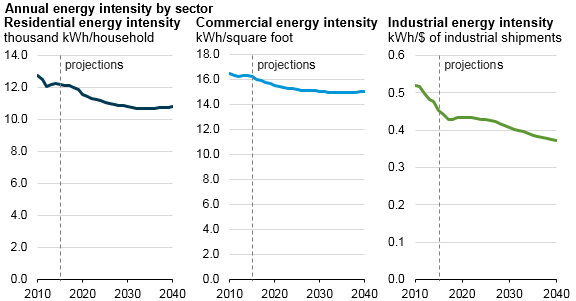 Annual energy intensity by sector
Residential energy intensity
thousand kWh/household
14.0
12.0
10.0
8.0
6.0
4.0
2.0
0.0
projections
2010 2020 2030 2040
Commercial energy intensity
kWh/square foot
18.0
16.0
14.0
12.0
10.0
8.0
6.0
4.0
2.0
0.0
projections
2010 2020 2030 2040
Industrial energy intensity
kWh/$ of industrial shipments
0.6
0.5
0.4
0.3
0.2
0.1
0.0
projections
2010 2020 2030 2040